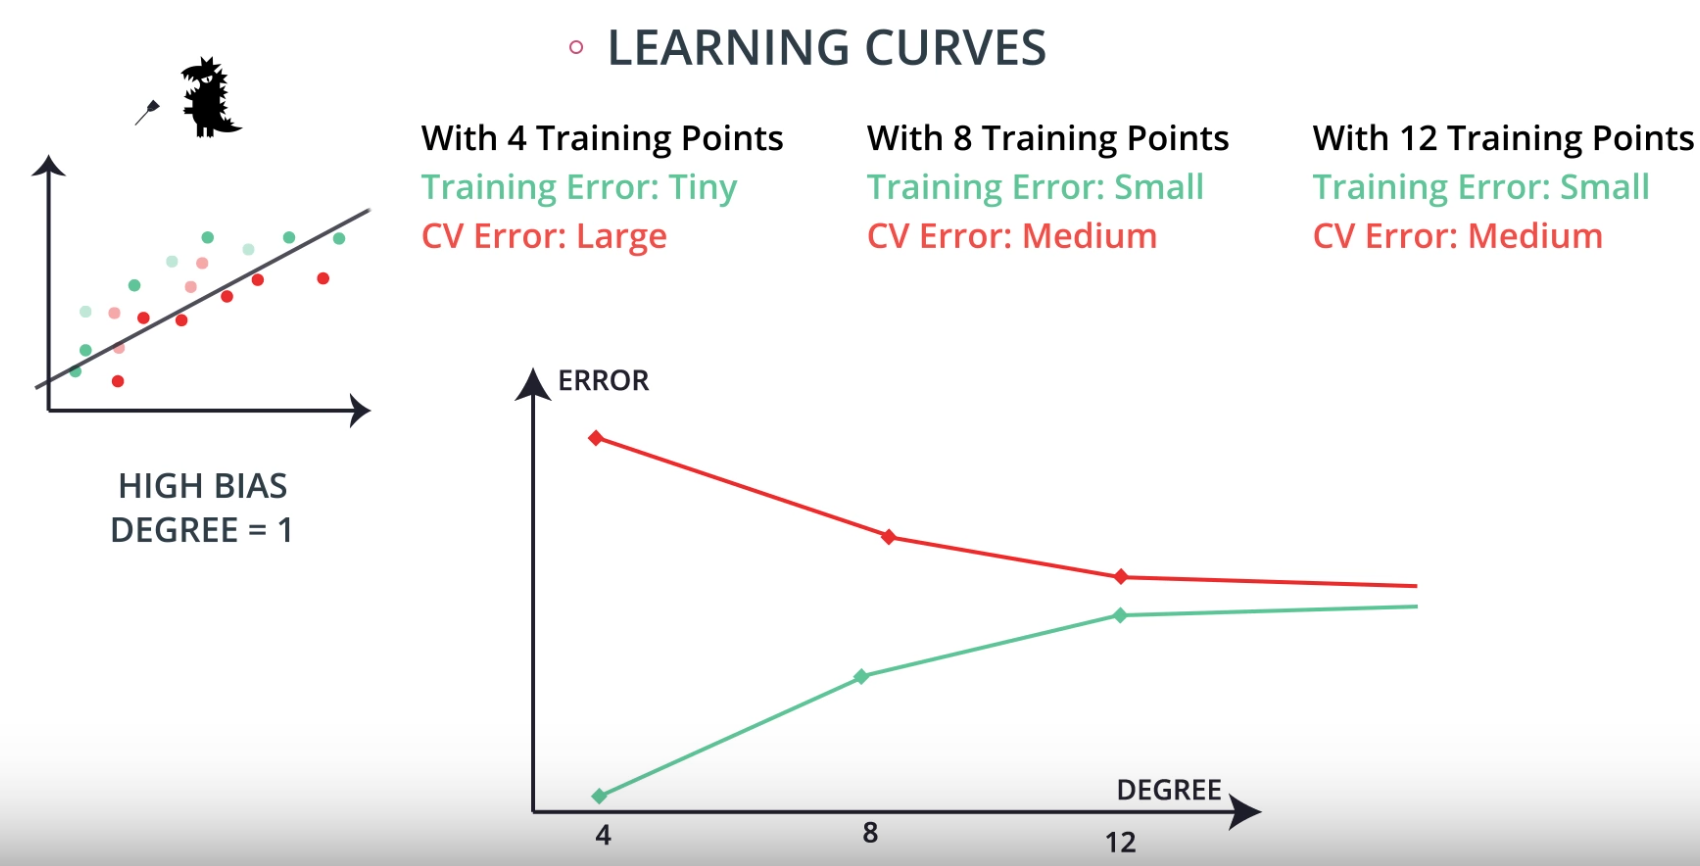 LEARNING CURVES
With 4 Training Points
Training Error: Tiny
CV Error: Large
With 8 Training Points
Training Error: Small
CV Error: Medium
With 12 Training Points
Training Error: Small
CV Error: Medium
HIGH BIAS
DEGREE = 1
ERROR
DEGREE
4
8
12